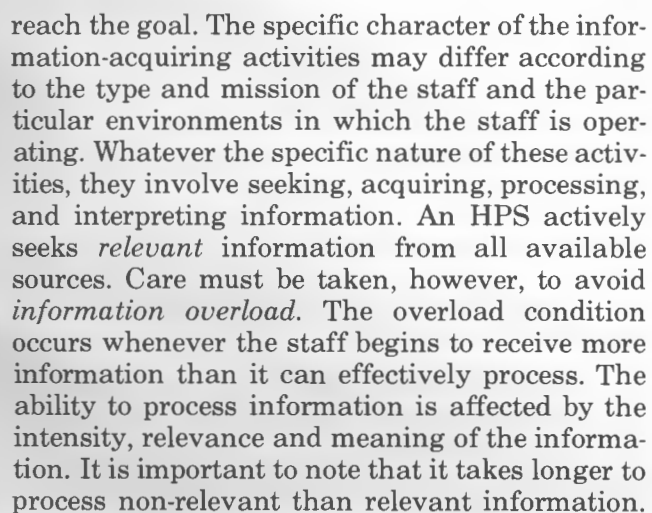 reach the goal. The specific character of the infor-
mation-acquiring activities may differ according
to the type and mission of the staff and the par-
ticular environments in which the staff is oper-
ating. Whatever the specific nature of these activ-
ities, they involve seeking, acquiring, processing,
and interpreting information. An HPS actively
seeks relevant information from all available
sources. Care must be taken, however, to avoid
information overload. The overload condition
occurs whenever the staff begins to receive more
information than it can effectively process. The
ability to process information is affected by the
intensity, relevance and meaning of the informa-
tion. It is important to note that it takes longer to
process non-relevant than relevant information.